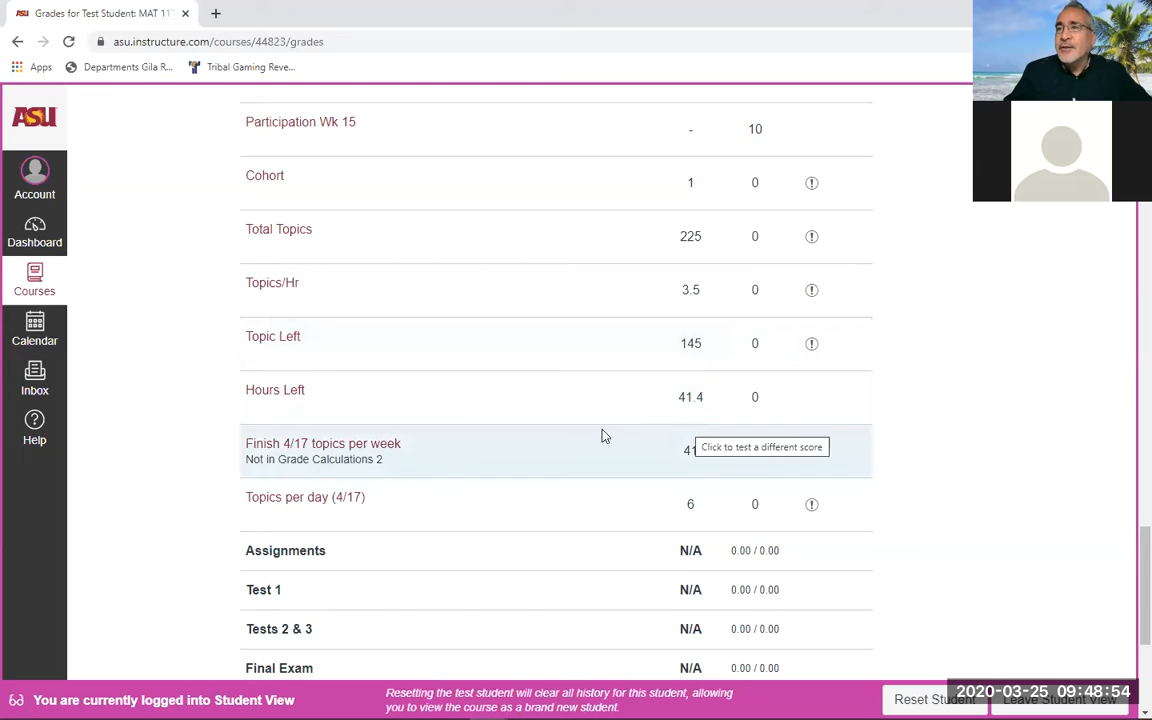 Grades for Test Student: MAT 11
asu.instructure.com/courses/44823/grades
Apps
Departments Gila R...
Tribal Gaming Reve...
ASU
Account
Dashboard
Courses
Calendar
Inbox
Help
Participation Wk 15 - 10
Cohort 1 0
Total Topics 225 0
Topics/Hr 3.5 0
Topic Left 145 0
Hours Left 41.4 0
Finish 4/17 topics per week 41
Not in Grade Calculations 2
Click to test a different score
Topics per day (4/17) 6 0
Assignments N/A 0.00 / 0.00
Test 1 N/A 0.00 / 0.00
Tests 2 & 3 N/A 0.00 / 0.00
Final Exam N/A 0.00 / 0.00
You are currently logged into Student View
Resetting the test student will clear all history for this student, allowing
you to view the course as a brand new student.
Reset Student
Leave Student View
2020-03-25 09:48:54